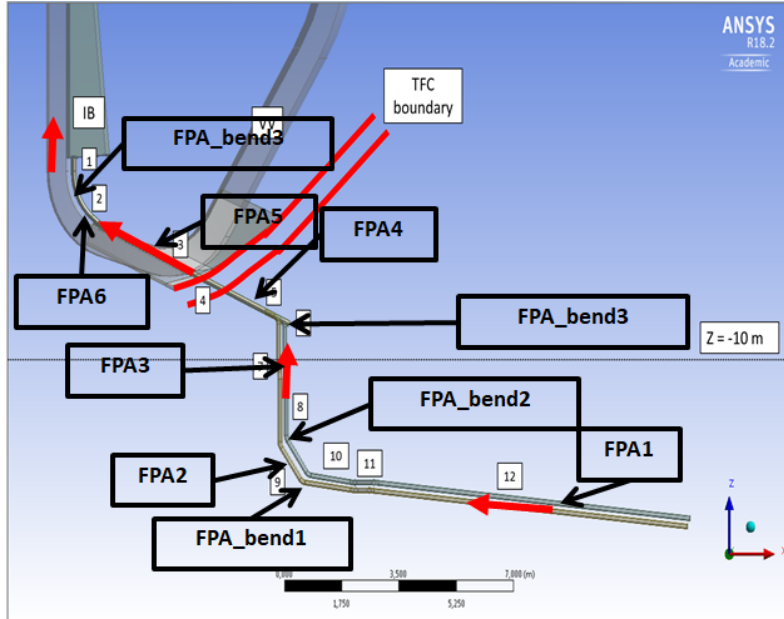 ANSYS
R18.2
Academic
TFC
boundary
IB
FPA_bend3
1
2
FPA5
FPA4
3
FPA6
4
FPA_bend3
Z = -10 m
FPA3
8
FPA_bend2
FPA1
FPA2
10
11
12
9
FPA_bend1
Z
X
0,000
3,500
7,000 (m)
1,750
5,250